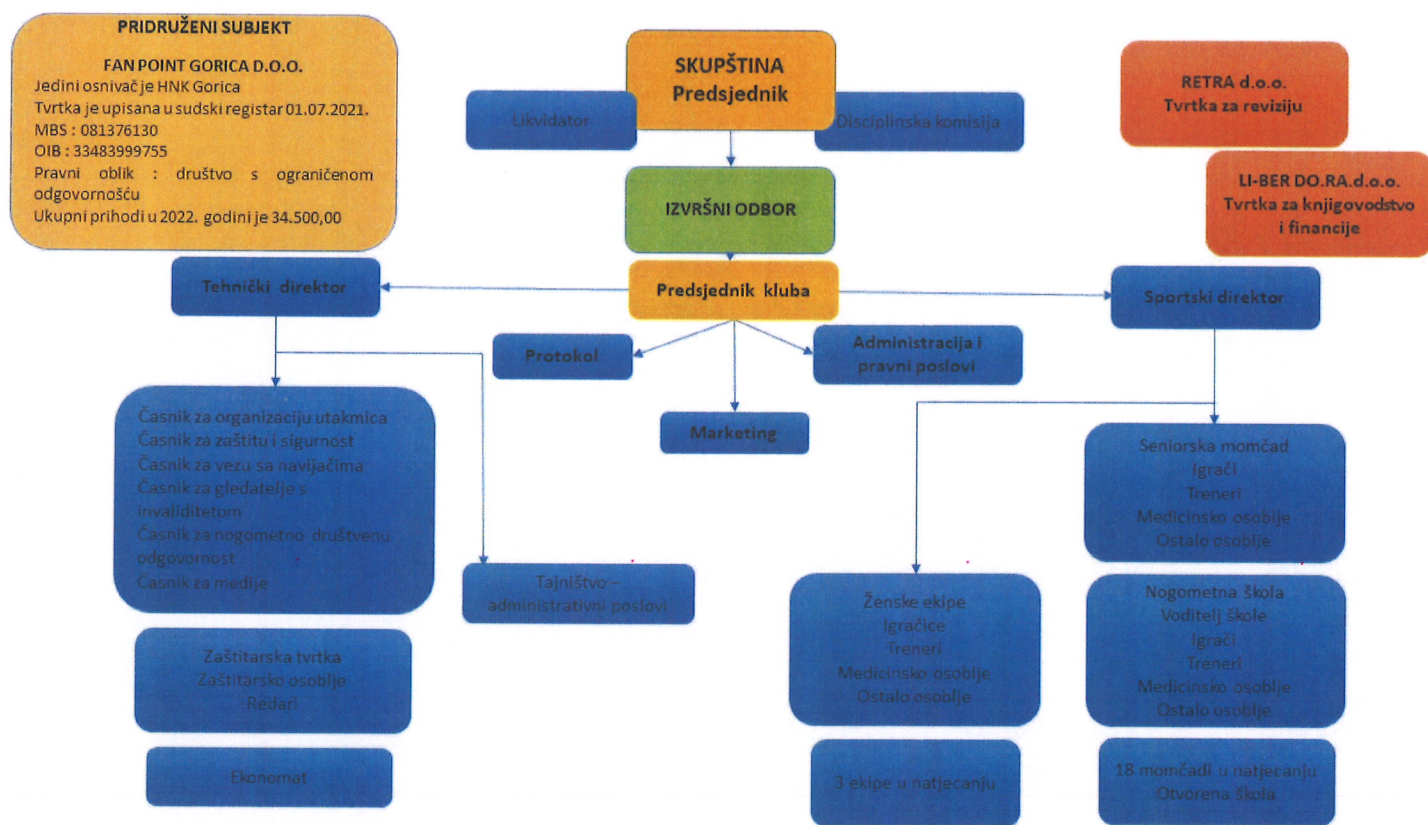 PRIDRUŽENI SUBJEKT
FAN POINT GORICA D.O.O.
Jedini osnivač je HNK Gorica
Tvrtka je upisana u sudski registar 01.07.2021.
MBS : 081376130
OIB : 33483999755
Pravni oblik : društvo s ograničenom
odgovornošću
Ukupni prihodi u 2022. godini je 34.500,00
SKUPŠTINA
Predsjednik
Likvidator
Disciplinska komisija
RETRA d.o.o.
Tvrtka za reviziju
LI-BER DO.RA.d.o.o.
Tvrtka za knjigovodstvo
i financije
IZVRŠNI ODBOR
Tehnički direktor
Predsjednik kluba
Sportski direktor
Protokol
Administracija i
pravni poslovi
Marketing
Časnik za organizaciju utakmica
Časnik za zaštitu i sigurnost
Časnik za vezu sa navijačima
Časnik za gledatelje s
invaliditetom
Časnik za nogometno društvenu
odgovornost
Časnik za medije
Tajništvo –
administrativni poslovi
Zaštitarska tvrtka
Zaštitarsko osoblje
Redari
Ekonomat
Seniorska momčad
Igrači
Treneri
Medicinsko osoblje
Ostalo osoblje
Ženske ekipe
Igračice
Treneri
Medicinsko osoblje
Ostalo osoblje
Nogometna škola
Voditelj škole
Igrači
Treneri
Medicinsko osoblje
Ostalo osoblje
3 ekipe u natjecanju
18 momčadi u natjecanju
Otvorena škola